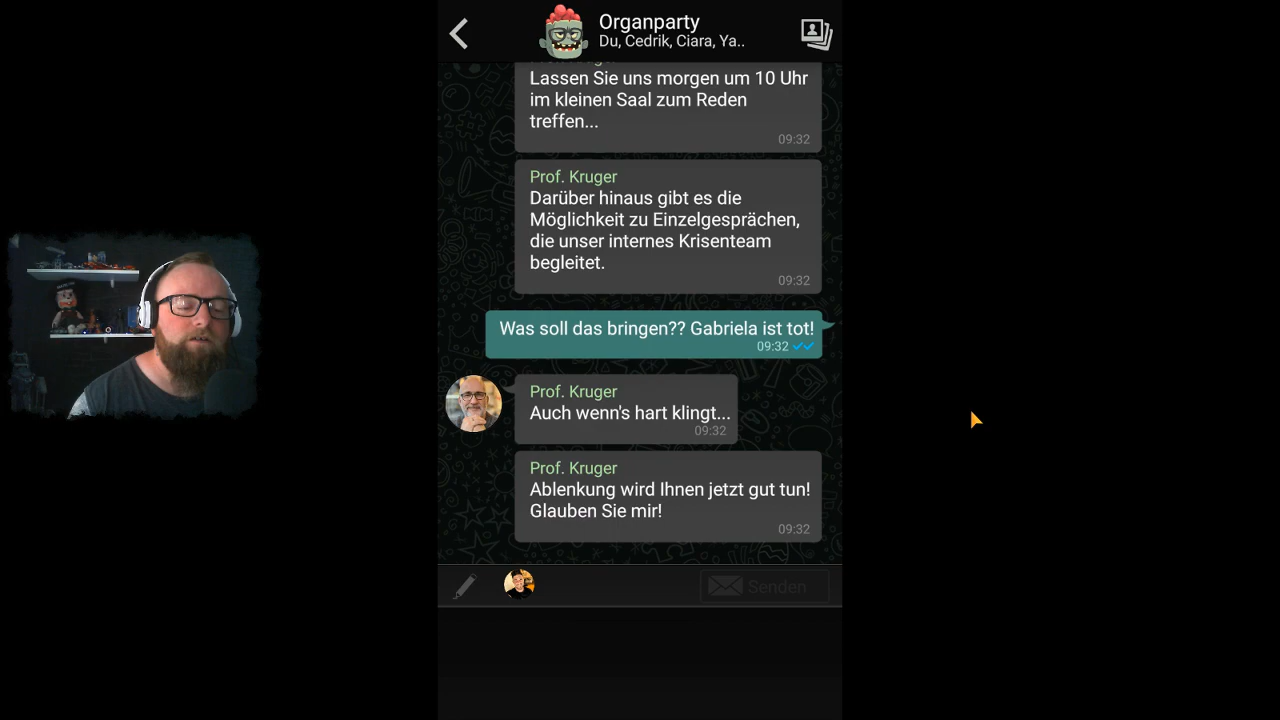 Organparty
Du, Cedrik, Ciara, Ya..
Lassen Sie uns morgen um 10 Uhr
im kleinen Saal zum Reden
treffen...
09:32
Prof. Kruger
Darüber hinaus gibt es die
Möglichkeit zu Einzelgesprächen,
die unser internes Krisenteam
begleitet.
09:32
Was soll das bringen?? Gabriela ist tot!
09:32
Prof. Kruger
Auch wenn's hart klingt...
09:32
Prof. Kruger
Ablenkung wird Ihnen jetzt gut tun!
Glauben Sie mir!
09:32
Senden